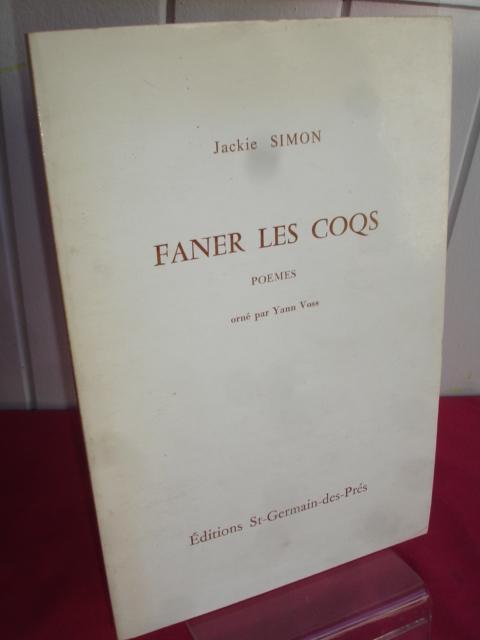 Jackie SIMON
FANER LES COQS
POEMES
orné par Yann Voss
Éditions St-Germain-des-Prés